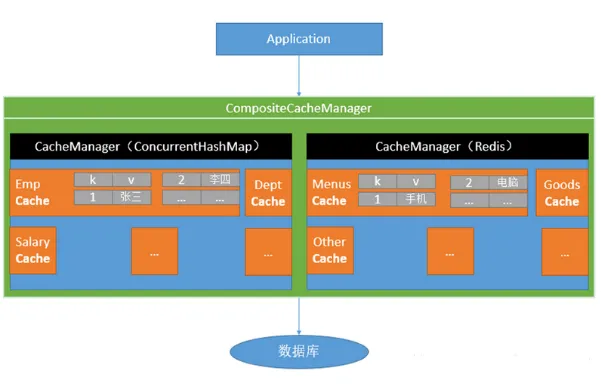 Application
CompositeCacheManager
CacheManager（ConcurrentHashMap）
Emp
Cache
k v
1 张三
2 李四
... ...
Dept
Cache
Salary
Cache
...
...
CacheManager（Redis）
Menus
Cache
k v
1 手机
2 电脑
... ...
Goods
Cache
Other
Cache
...
...
数据库